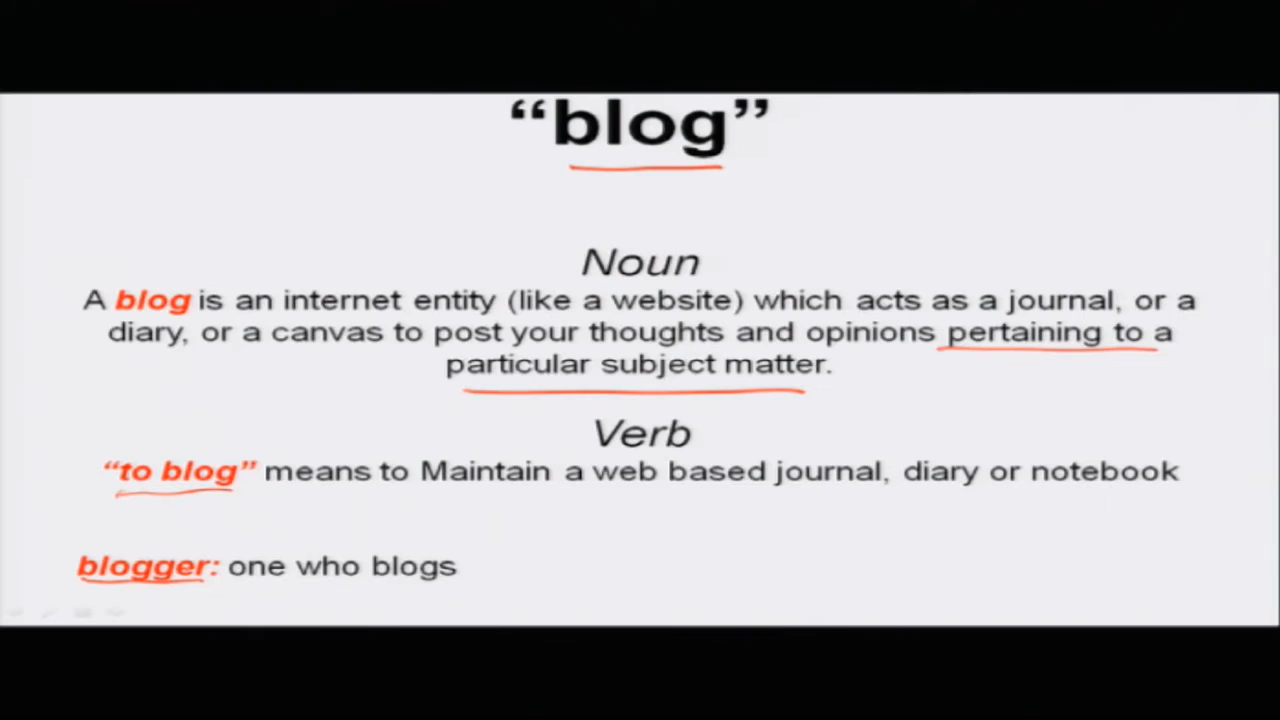 “blog”
Noun
A blog is an internet entity (like a website) which acts as a journal, or a
diary, or a canvas to post your thoughts and opinions pertaining to a
particular subject matter.
Verb
“to blog” means to Maintain a web based journal, diary or notebook
blogger: one who blogs